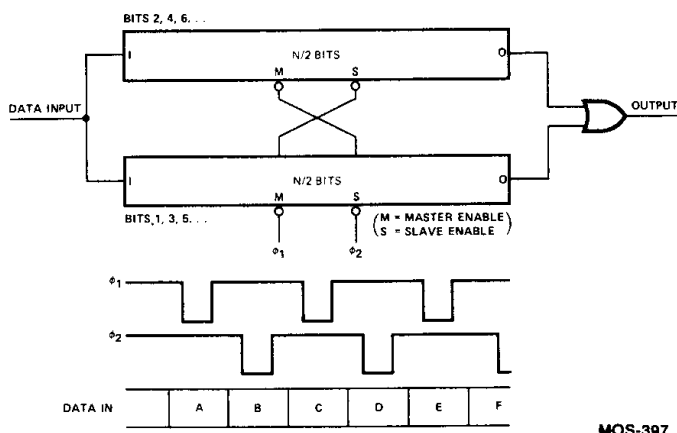 BITS 2, 4, 6. . .
I N/2 BITS O
M S
DATA INPUT
OUTPUT
I N/2 BITS O
M S
BITS, 1, 3, 5. . .
(M = MASTER ENABLE
S = SLAVE ENABLE)
ϕ1 ϕ2
ϕ1
ϕ2
DATA IN A B C D E F
MOS-397